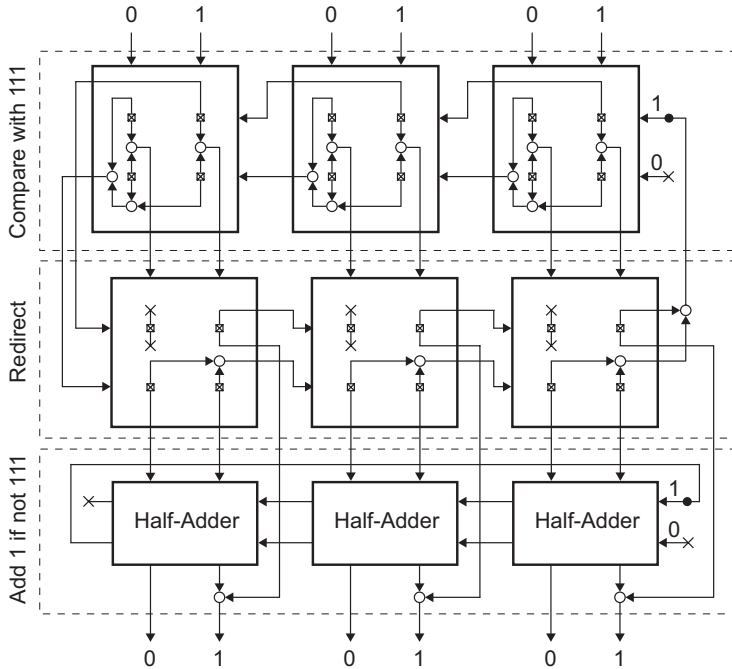 0 1 0 1 0 1
Compare with 111
1
0
Redirect
Add 1 if not 111
1
0
Half-Adder Half-Adder Half-Adder
0 1 0 1 0 1